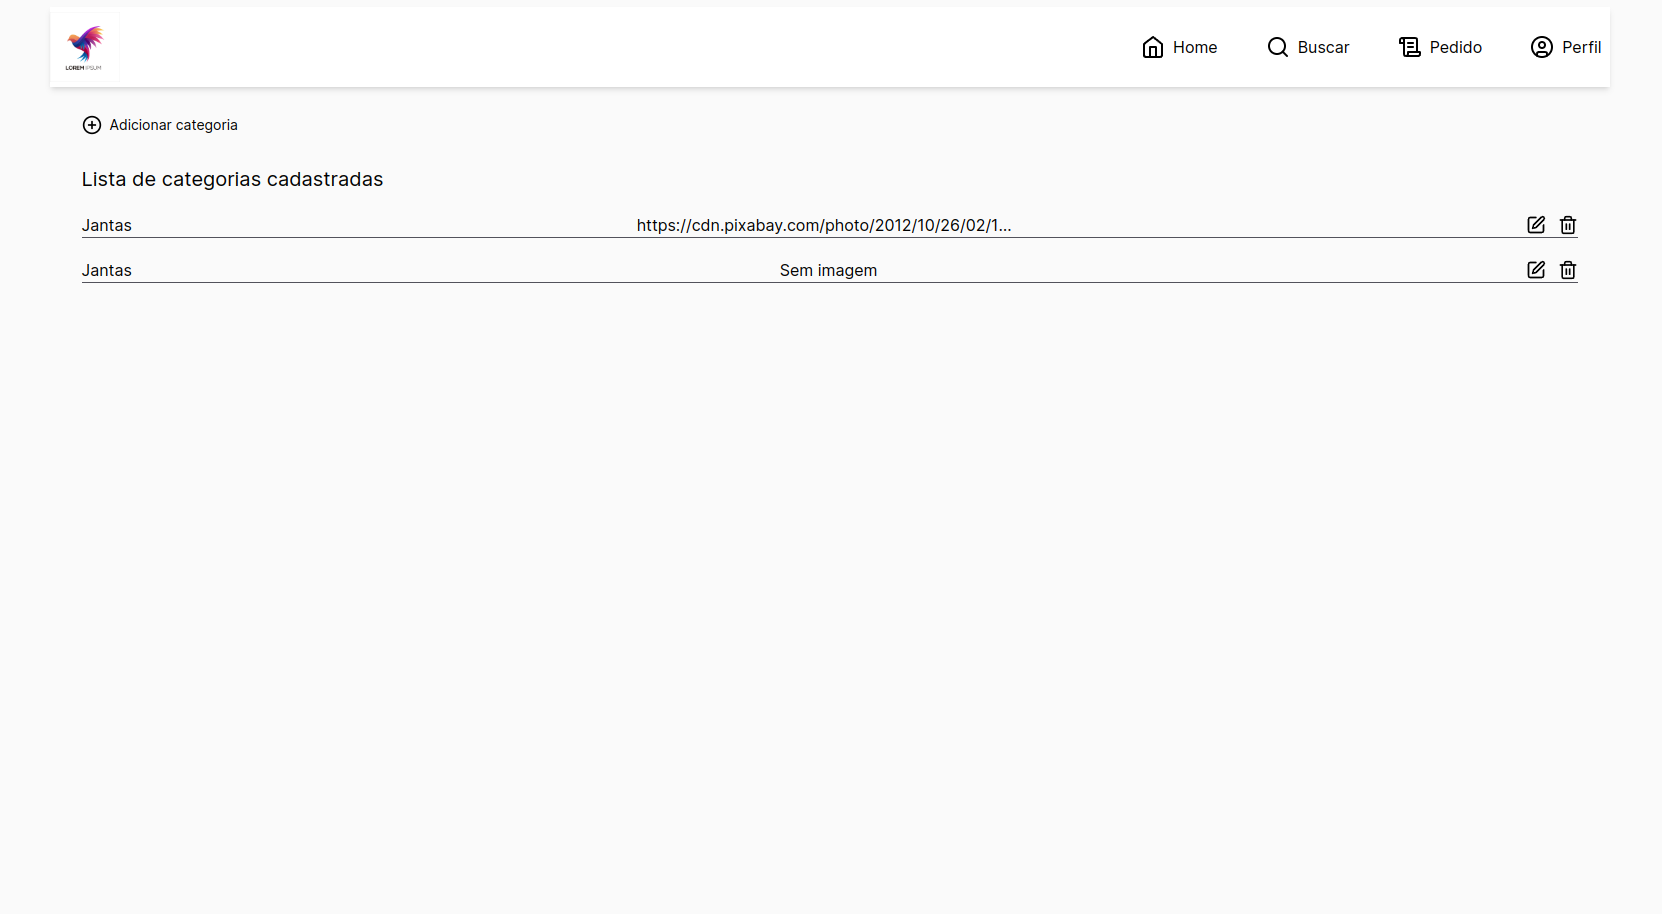 LOREM IPSUM
Home Buscar Pedido Perfil
Adicionar categoria
Lista de categorias cadastradas
Jantas https://cdn.pixabay.com/photo/2012/10/26/02/1...
Jantas Sem imagem